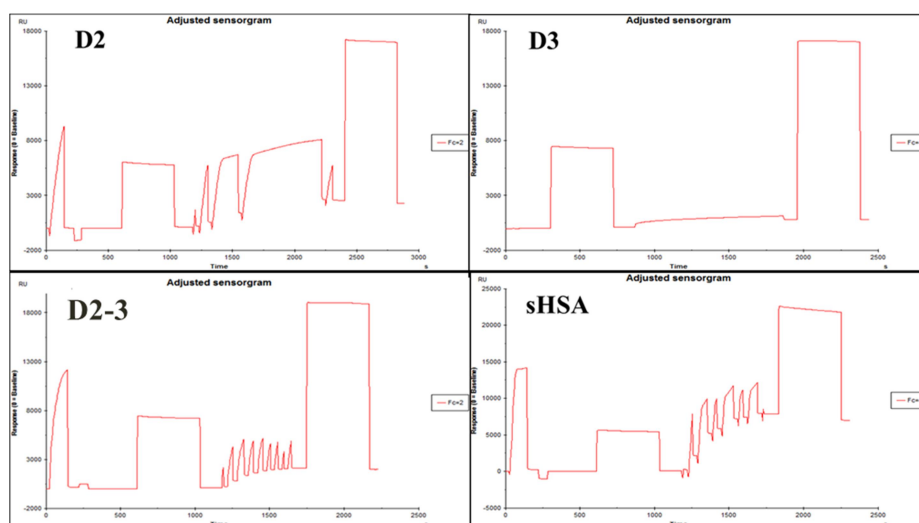 Adjusted sensorgram
RU
D2
18000
13000
8000
3000
-2000
0
500
1000
1500
2000
2500
3000
Time
s
Response (0 = Baseline)
Fc=2
Adjusted sensorgram
RU
D3
18000
13000
8000
3000
-2000
0
500
1000
1500
2000
2500
Time
s
Response (0 = Baseline)
Fc=
Adjusted sensorgram
RU
D2-3
18000
13000
8000
3000
-2000
0
500
1000
1500
2000
2500
Time
s
Response (0 = Baseline)
Fc=2
Adjusted sensorgram
RU
sHSA
25000
20000
15000
10000
5000
0
-5000
0
500
1000
1500
2000
2500
Time
s
Response (0 = Baseline)
Fc=